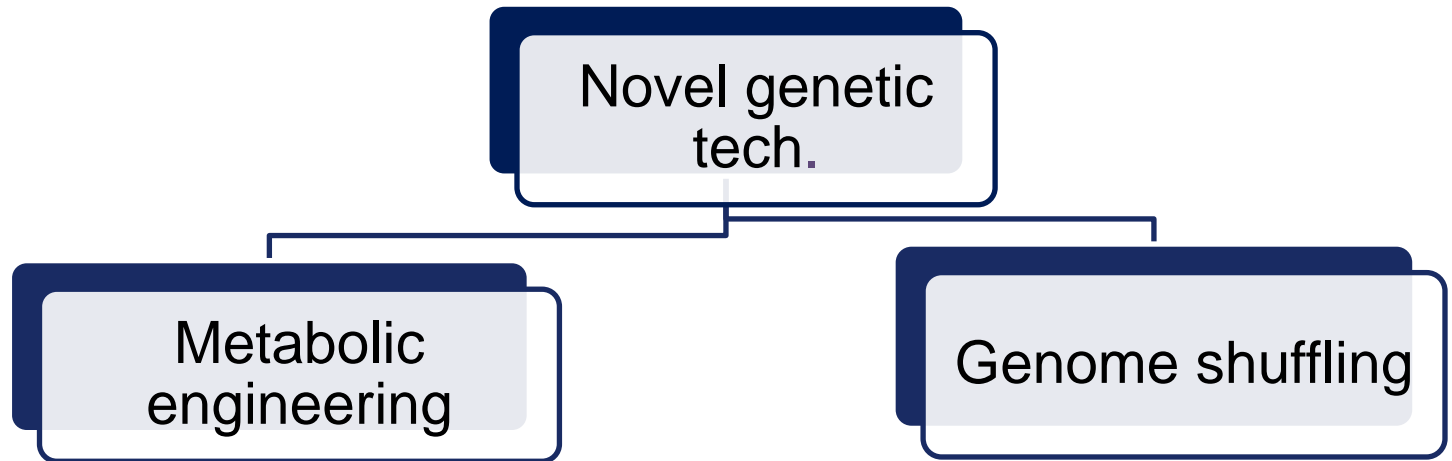 Novel genetic
tech.
Metabolic
engineering
Genome shuffling